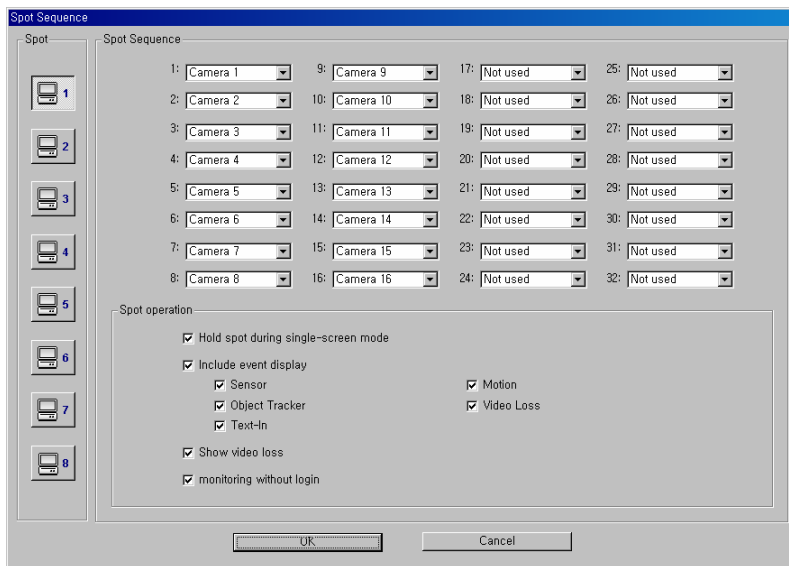 Spot Sequence
Spot
Spot Sequence
1
2
3
4
5
6
7
8
1: Camera 1 9: Camera 9 17: Not used 25: Not used
2: Camera 2 10: Camera 10 18: Not used 26: Not used
3: Camera 3 11: Camera 11 19: Not used 27: Not used
4: Camera 4 12: Camera 12 20: Not used 28: Not used
5: Camera 5 13: Camera 13 21: Not used 29: Not used
6: Camera 6 14: Camera 14 22: Not used 30: Not used
7: Camera 7 15: Camera 15 23: Not used 31: Not used
8: Camera 8 16: Camera 16 24: Not used 32: Not used
Spot operation
Hold spot during single-screen mode
Include event display
Sensor Motion
Object Tracker Video Loss
Text-In
Show video loss
monitoring without login
OK Cancel